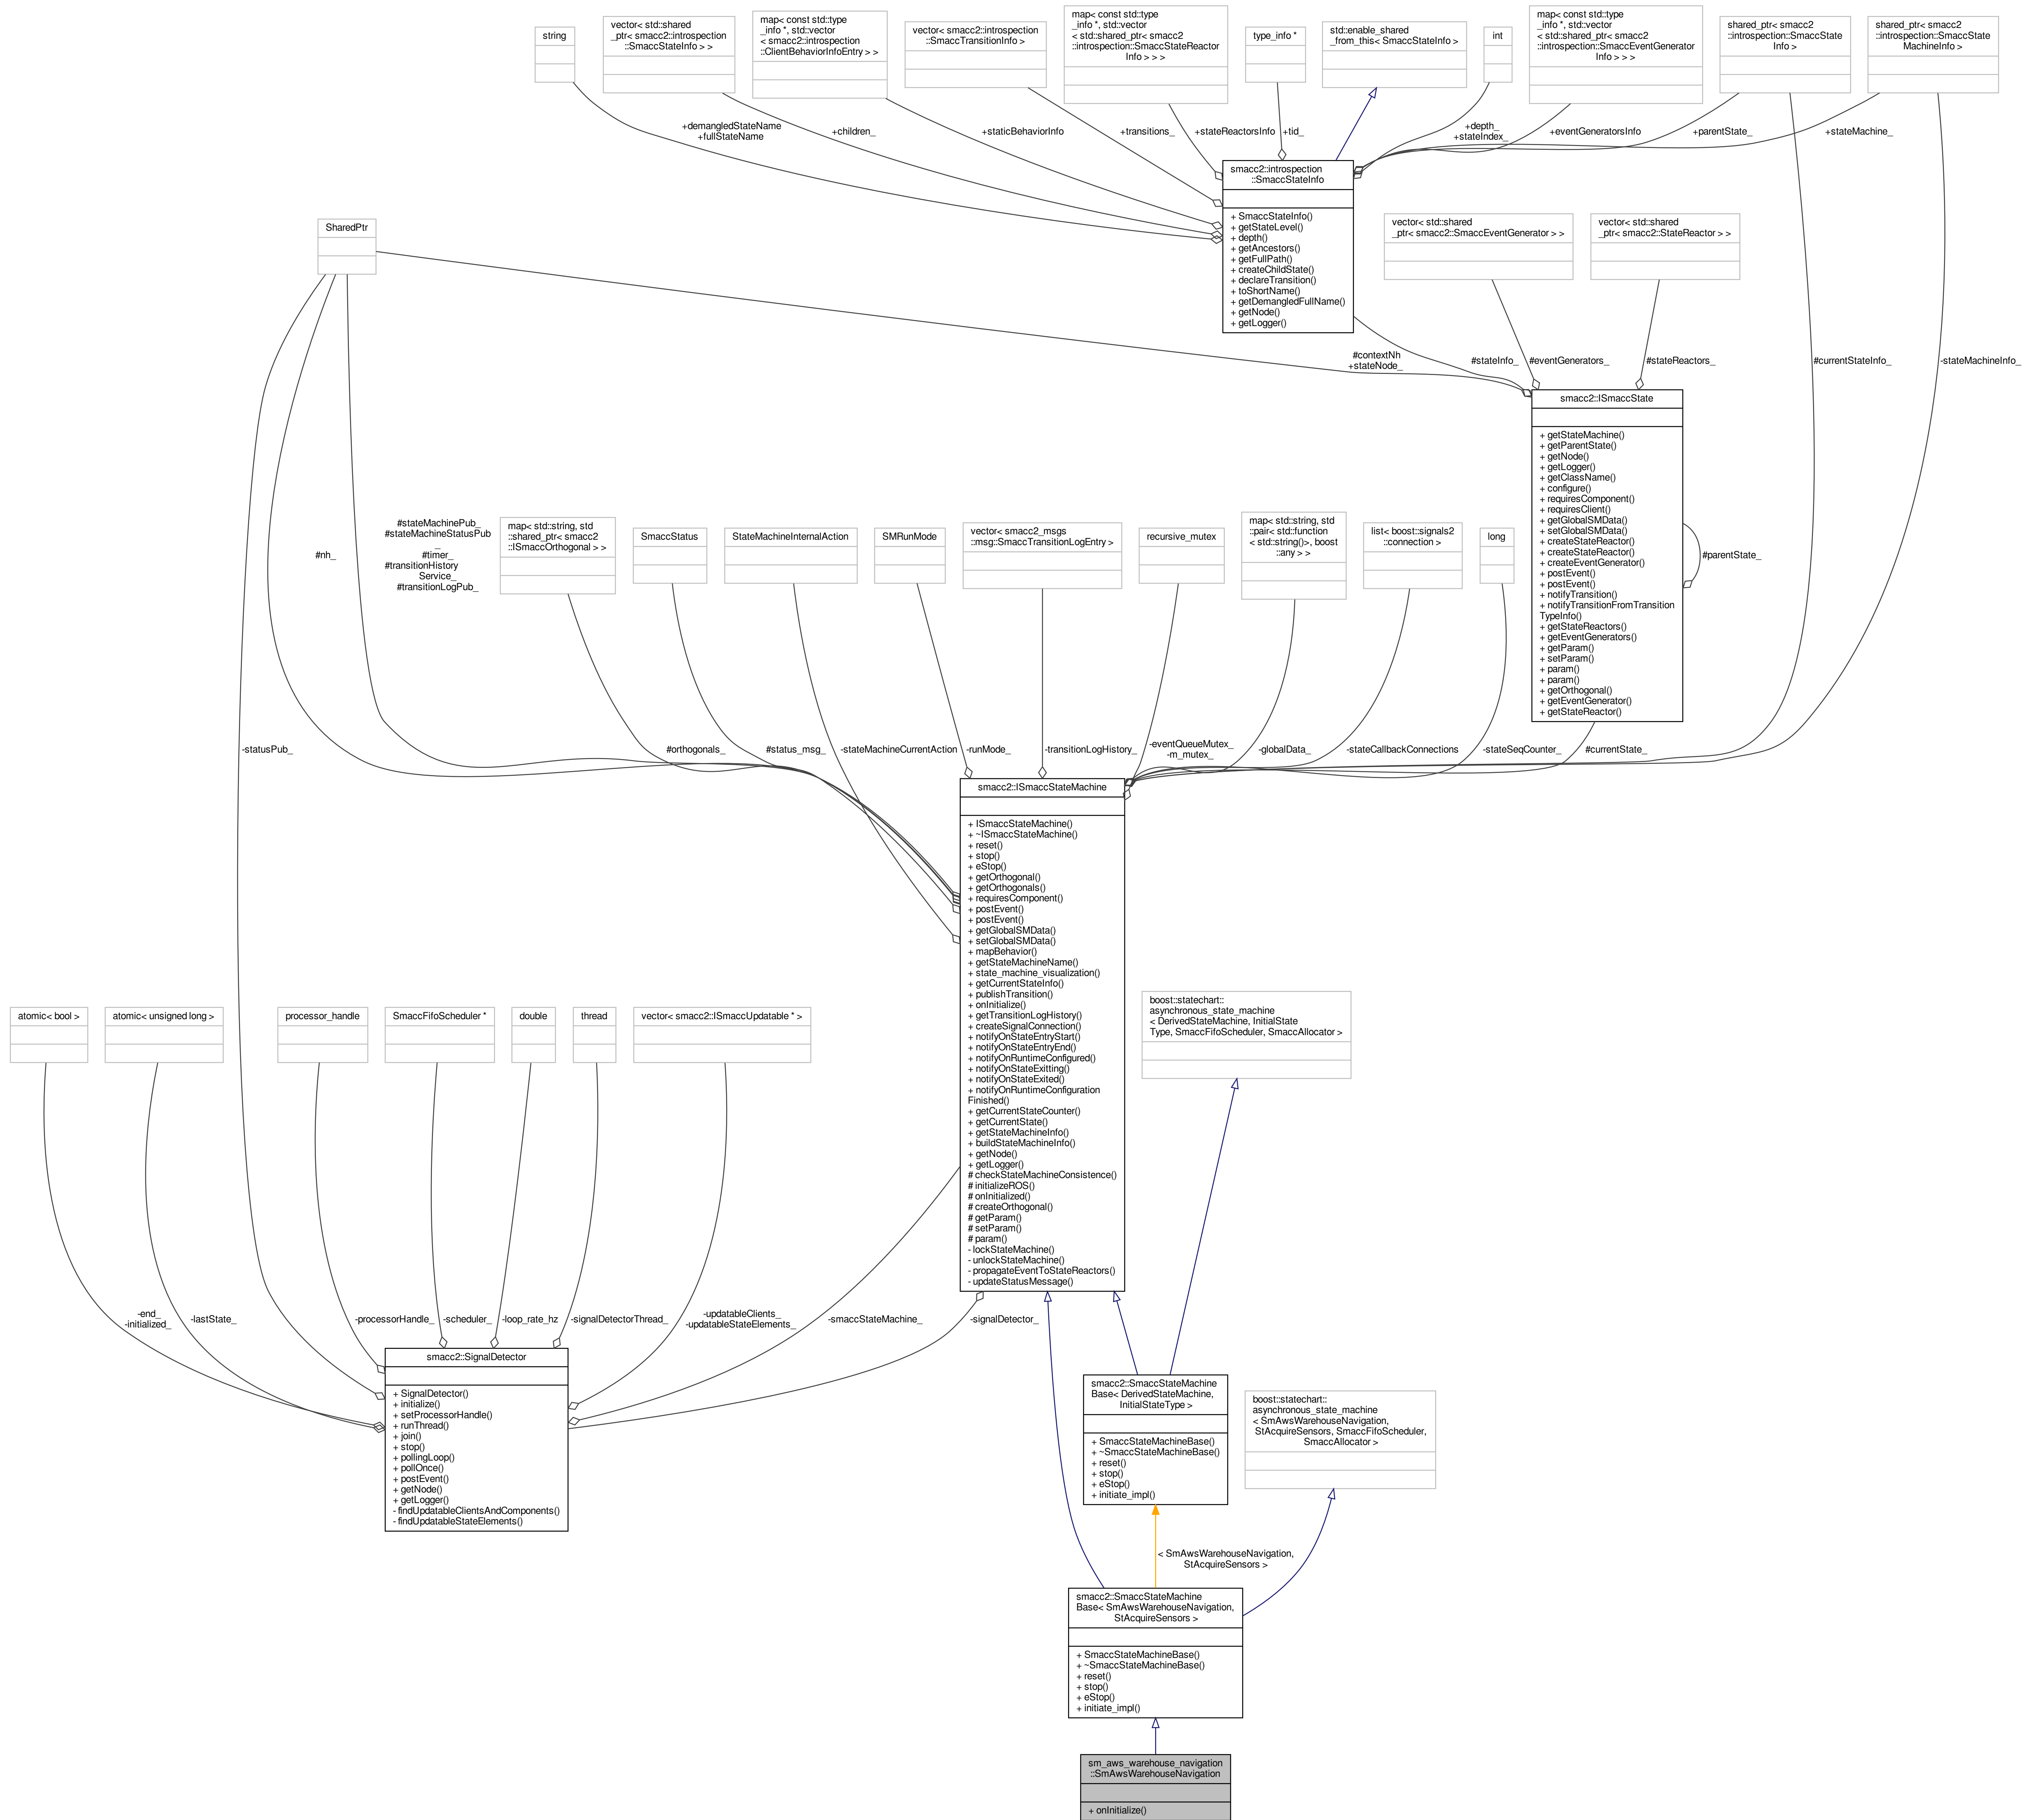 string
vector< std::shared
_ptr< smacc2::introspection
::SmaccStateInfo > >
map< const std::type
_info *, std::vector
< smacc2::introspection
::ClientBehaviorInfoEntry > >
vector< smacc2::introspection
::SmaccTransitionInfo >
map< const std::type
_info *, std::vector
< std::shared_ptr< smacc2
::introspection::SmaccStateReactor
Info > > >
type_info *
std::enable_shared
_from_this< SmaccStateInfo >
int
map< const std::type
_info *, std::vector
< std::shared_ptr< smacc2
::introspection::SmaccEventGenerator
Info > > >
shared_ptr< smacc2
::introspection::SmaccState
Info >
shared_ptr< smacc2
::introspection::SmaccState
MachineInfo >
+demangledStateName
+fullStateName
+children_
+staticBehaviorInfo
+transitions_
+stateReactorsInfo
+tid_
+depth_
+stateIndex_
+eventGeneratorsInfo
+parentState_
+stateMachine_
smacc2::introspection
::SmaccStateInfo
+ SmaccStateInfo()
+ getStateLevel()
+ depth()
+ getAncestors()
+ getFullPath()
+ createChildState()
+ declareTransition()
+ toShortName()
+ getDemangledFullName()
+ getNode()
+ getLogger()
SharedPtr
vector< std::shared
_ptr< smacc2::SmaccEventGenerator > >
vector< std::shared
_ptr< smacc2::StateReactor > >
#contextNh
+stateNode_
#stateInfo_
#eventGenerators_
#stateReactors_
#currentStateInfo_
-stateMachineInfo_
smacc2::ISmaccState
+ getStateMachine()
+ getParentState()
+ getNode()
+ getLogger()
+ getClassName()
+ configure()
+ requiresComponent()
+ requiresClient()
+ getGlobalSMData()
+ setGlobalSMData()
+ createStateReactor()
+ createStateReactor()
+ createEventGenerator()
+ postEvent()
+ postEvent()
+ notifyTransition()
+ notifyTransitionFromTransition
TypeInfo()
+ getStateReactors()
+ getEventGenerators()
+ getParam()
+ setParam()
+ param()
+ param()
+ getOrthogonal()
+ getEventGenerator()
+ getStateReactor()
#parentState_
#nh_
#stateMachinePub_
#stateMachineStatusPub
_
#timer_
#transitionHistory
Service_
#transitionLogPub_
map< std::string, std
::shared_ptr< smacc2
::ISmaccOrthogonal > >
SmaccStatus
StateMachineInternalAction
SMRunMode
vector< smacc2_msgs
::msg::SmaccTransitionLogEntry >
recursive_mutex
map< std::string, std
::pair< std::function
< std::string()>, boost
::any > >
list< boost::signals2
::connection >
long
-statusPub_
#orthogonals_
#status_msg_
-stateMachineCurrentAction
-runMode_
-transitionLogHistory_
-eventQueueMutex_
-m_mutex_
-globalData_
-stateCallbackConnections
-stateSeqCounter_
#currentState_
smacc2::ISmaccStateMachine
+ ISmaccStateMachine()
+ ~ISmaccStateMachine()
+ reset()
+ stop()
+ eStop()
+ getOrthogonal()
+ getOrthogonals()
+ requiresComponent()
+ postEvent()
+ postEvent()
+ getGlobalSMData()
+ setGlobalSMData()
+ mapBehavior()
+ getStateMachineName()
+ state_machine_visualization()
+ getCurrentStateInfo()
+ publishTransition()
+ onInitialize()
+ getTransitionLogHistory()
+ createSignalConnection()
+ notifyOnStateEntryStart()
+ notifyOnStateEntryEnd()
+ notifyOnRuntimeConfigured()
+ notifyOnStateExitting()
+ notifyOnStateExited()
+ notifyOnRuntimeConfiguration
Finished()
+ getCurrentStateCounter()
+ getCurrentState()
+ getStateMachineInfo()
+ buildStateMachineInfo()
+ getNode()
+ getLogger()
# checkStateMachineConsistence()
# initializeROS()
# onInitialized()
# createOrthogonal()
# getParam()
# setParam()
# param()
- lockStateMachine()
- unlockStateMachine()
- propagateEventToStateReactors()
- updateStatusMessage()
atomic< bool >
atomic< unsigned long >
processor_handle
SmaccFifoScheduler *
double
thread
vector< smacc2::ISmaccUpdatable * >
boost::statechart::
asynchronous_state_machine
< DerivedStateMachine, InitialState
Type, SmaccFifoScheduler, SmaccAllocator >
-end_
-initialized_
-lastState_
-processorHandle_
-scheduler_
-loop_rate_hz
-signalDetectorThread_
-updatableClients_
-updatableStateElements_
-smaccStateMachine_
-signalDetector_
smacc2::SignalDetector
+ SignalDetector()
+ initialize()
+ setProcessorHandle()
+ runThread()
+ join()
+ stop()
+ pollingLoop()
+ pollOnce()
+ postEvent()
+ getNode()
+ getLogger()
- findUpdatableClientsAndComponents()
- findUpdatableStateElements()
smacc2::SmaccStateMachine
Base< DerivedStateMachine,
InitialStateType >
+ SmaccStateMachineBase()
+ ~SmaccStateMachineBase()
+ reset()
+ stop()
+ eStop()
+ initiate_impl()
boost::statechart::
asynchronous_state_machine
< SmAwsWarehouseNavigation,
StAcquireSensors, SmaccFifoScheduler,
SmaccAllocator >
< SmAwsWarehouseNavigation,
StAcquireSensors >
smacc2::SmaccStateMachine
Base< SmAwsWarehouseNavigation,
StAcquireSensors >
+ SmaccStateMachineBase()
+ ~SmaccStateMachineBase()
+ reset()
+ stop()
+ eStop()
+ initiate_impl()
sm_aws_warehouse_navigation
::SmAwsWarehouseNavigation
+ onInitialize()